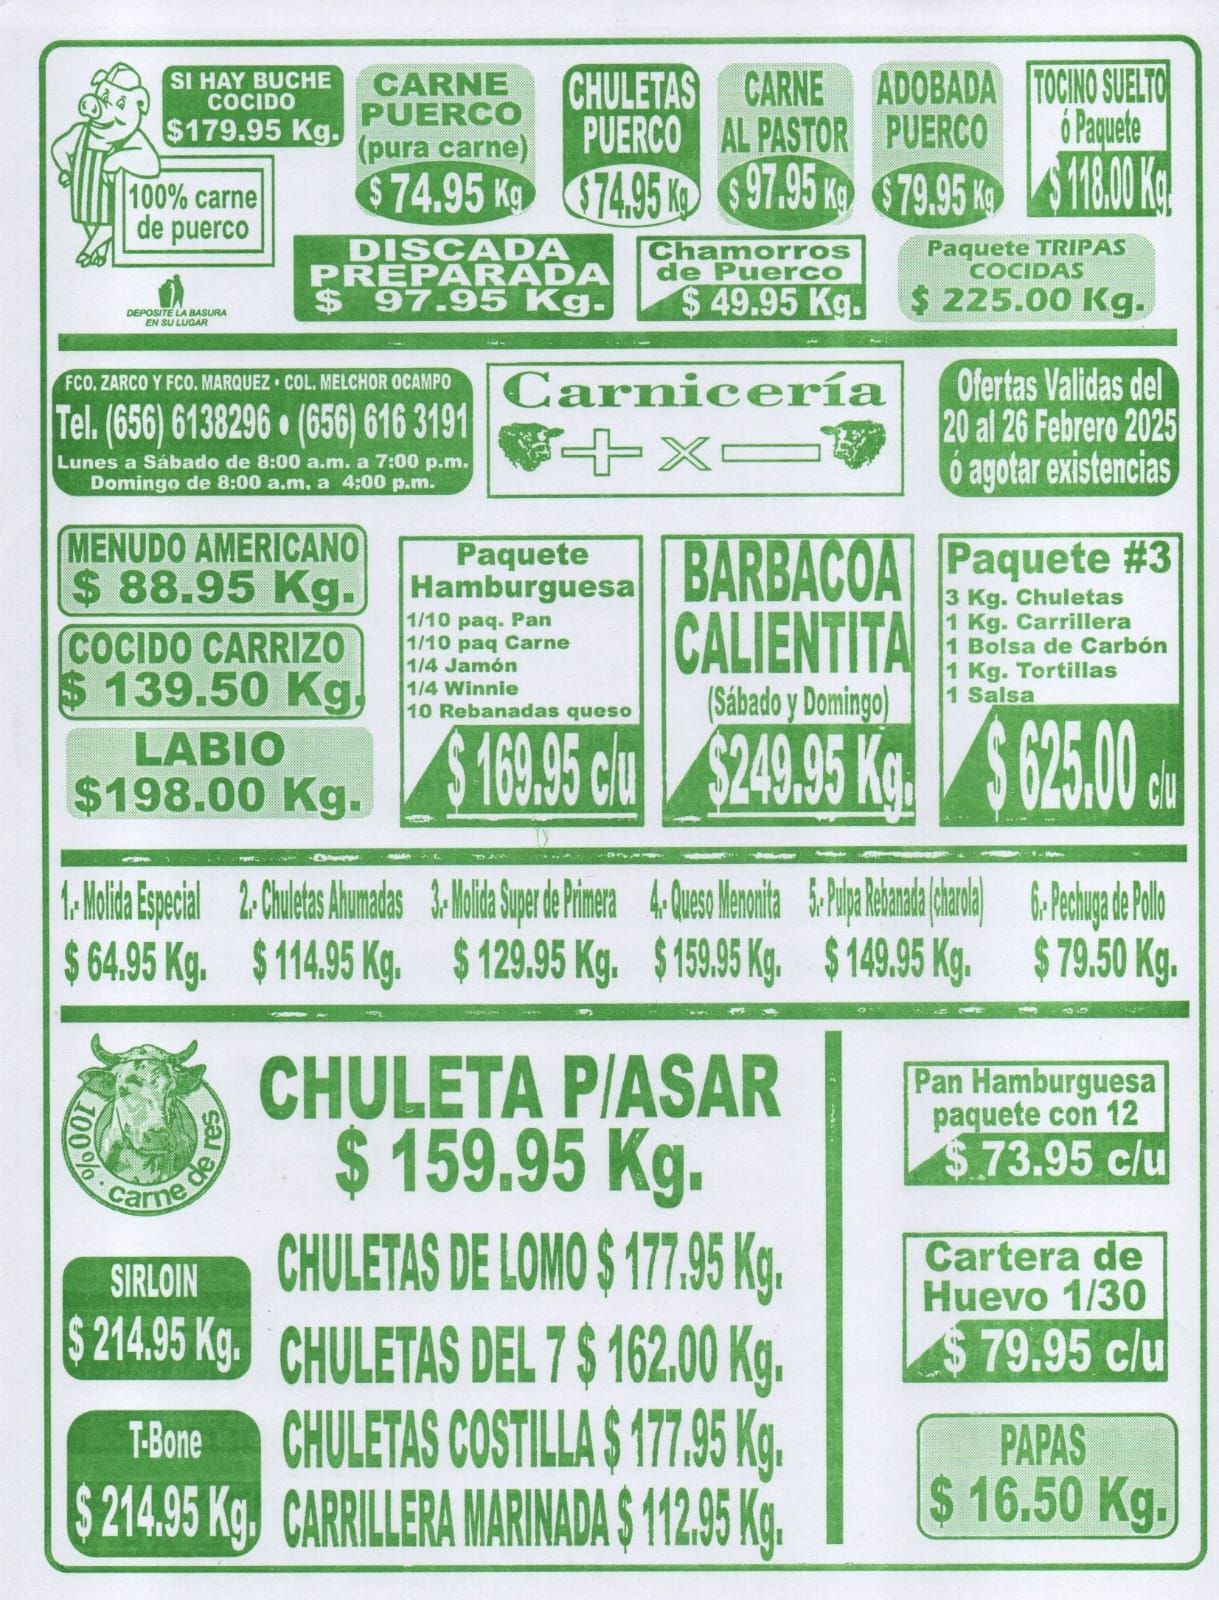 SI HAY BUCHE
COCIDO
$179.95 Kg.
100% carne
de puerco
DEPOSITE LA BASURA
EN SU LUGAR
CARNE
PUERCO
(pura carne)
$ 74.95 Kg
CHULETAS
PUERCO
$ 74.95 Kg
CARNE
AL PASTOR
$ 97.95 Kg
ADOBADA
PUERCO
$ 79.95 Kg
TOCINO SUELTO
ó Paquete
$ 118.00 Kg.
DISCADA
PREPARADA
$ 97.95 Kg.
Chamorros
de Puerco
$ 49.95 Kg.
Paquete TRIPAS
COCIDAS
$ 225.00 Kg.
FCO. ZARCO Y FCO. MARQUEZ • COL. MELCHOR OCAMPO
Tel. (656) 6138296 • (656) 616 3191
Lunes a Sábado de 8:00 a.m. a 7:00 p.m.
Domingo de 8:00 a.m. a 4:00 p.m.
Carnicería
+ x −
Ofertas Validas del
20 al 26 Febrero 2025
ó agotar existencias
MENUDO AMERICANO
$ 88.95 Kg.
COCIDO CARRIZO
$ 139.50 Kg.
LABIO
$198.00 Kg.
Paquete
Hamburguesa
1/10 paq. Pan
1/10 paq Carne
1/4 Jamón
1/4 Winnie
10 Rebanadas queso
$ 169.95 c/u
BARBACOA
CALIENTITA
(Sábado y Domingo)
$249.95 Kg.
Paquete #3
3 Kg. Chuletas
1 Kg. Carrillera
1 Bolsa de Carbón
1 Kg. Tortillas
1 Salsa
$ 625.00 c/u
1.- Molida Especial
$ 64.95 Kg.
2.- Chuletas Ahumadas
$ 114.95 Kg.
3.- Molida Super de Primera
$ 129.95 Kg.
4.- Queso Menonita
$ 159.95 Kg.
5.- Pulpa Rebanada (charola)
$ 149.95 Kg.
6.- Pechuga de Pollo
$ 79.50 Kg.
100% · carne de res
CHULETA P/ASAR
$ 159.95 Kg.
SIRLOIN
$ 214.95 Kg.
T-Bone
$ 214.95 Kg.
CHULETAS DE LOMO $ 177.95 Kg.
CHULETAS DEL 7 $ 162.00 Kg.
CHULETAS COSTILLA $ 177.95 Kg.
CARRILLERA MARINADA $ 112.95 Kg.
Pan Hamburguesa
paquete con 12
$ 73.95 c/u
Cartera de
Huevo 1/30
$ 79.95 c/u
PAPAS
$ 16.50 Kg.